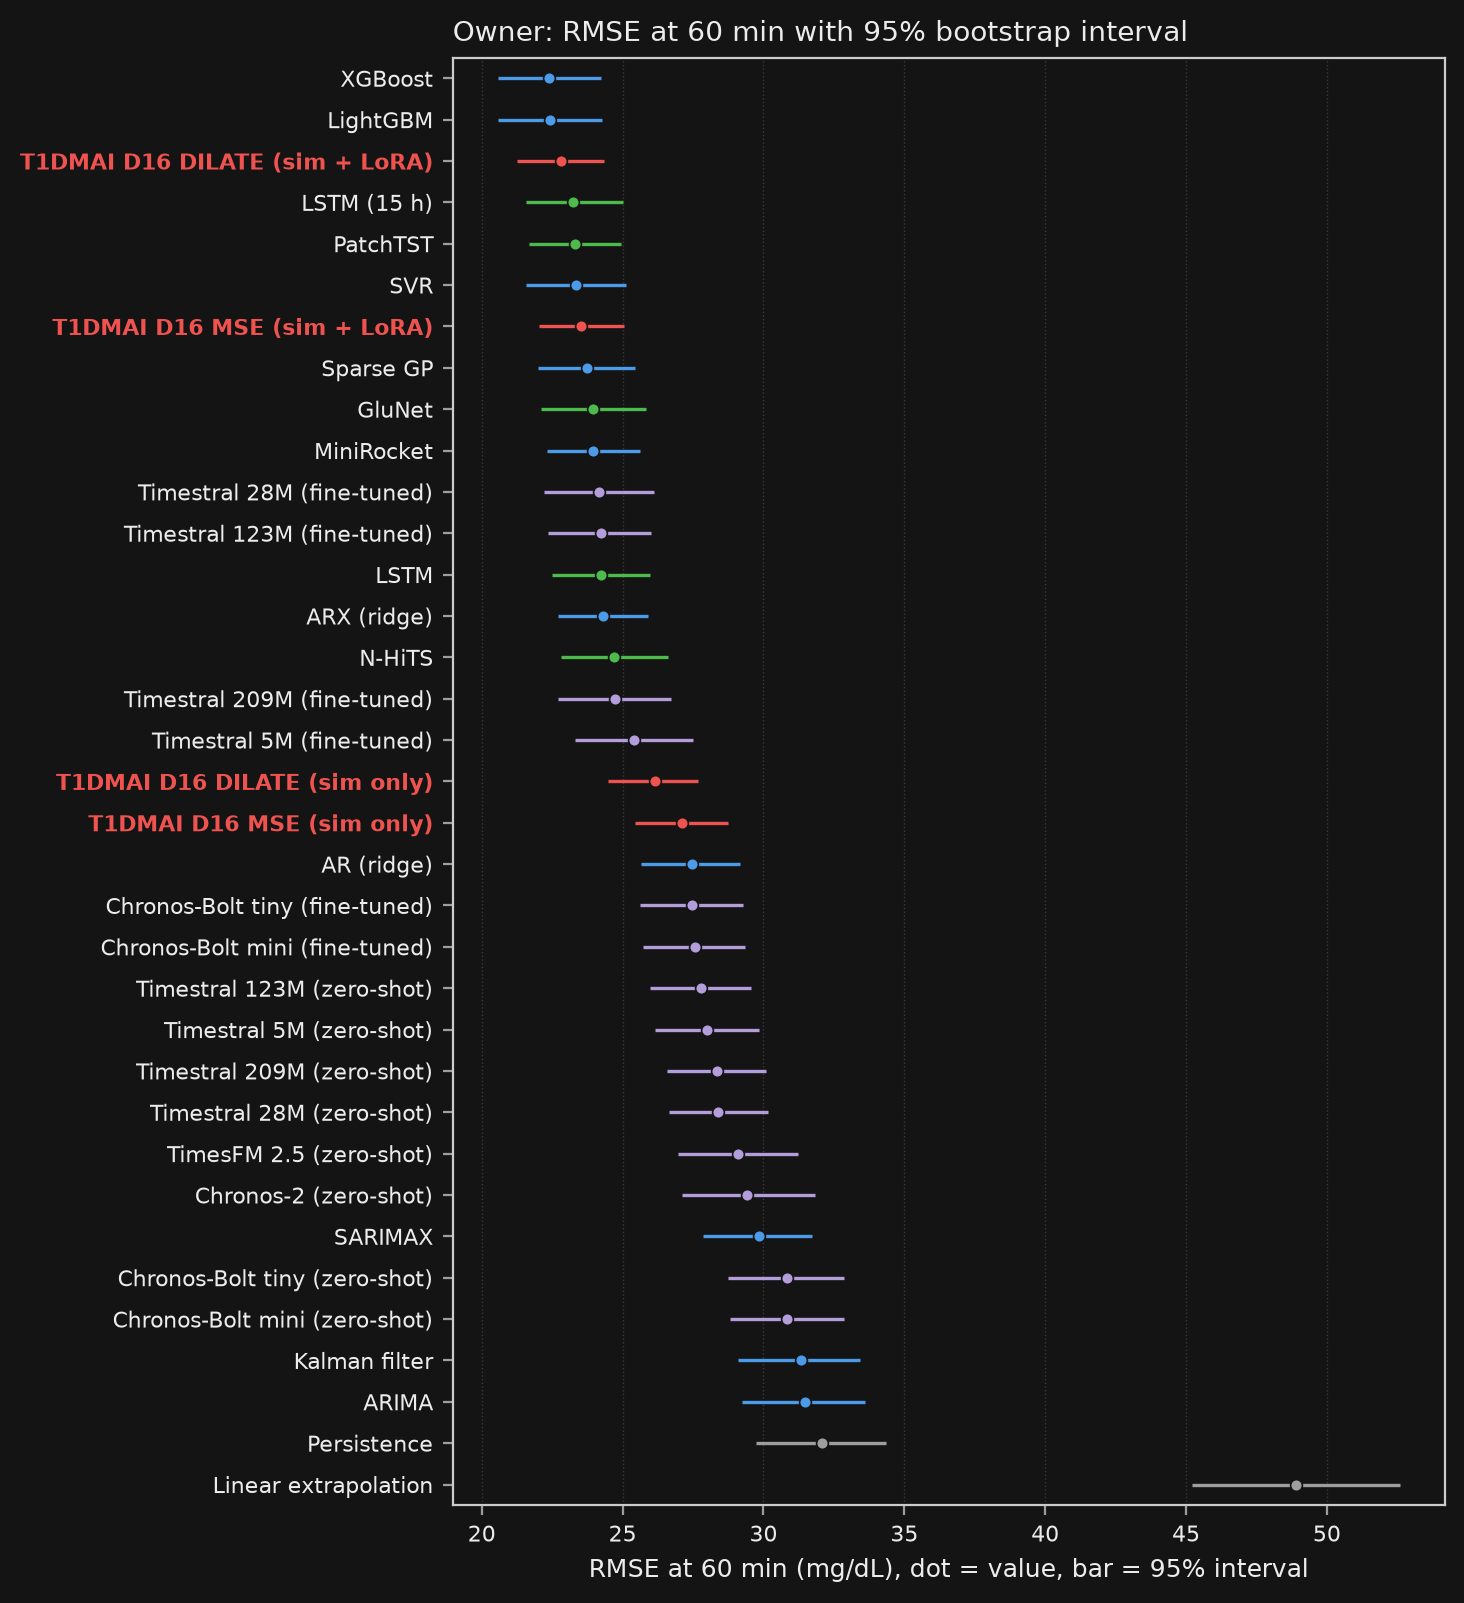 Owner: RMSE at 60 min with 95% bootstrap interval
XGBoost
LightGBM
T1DMAI D16 DILATE (sim + LoRA)
LSTM (15 h)
PatchTST
SVR
T1DMAI D16 MSE (sim + LoRA)
Sparse GP
GluNet
MiniRocket
Timestral 28M (fine-tuned)
Timestral 123M (fine-tuned)
LSTM
ARX (ridge)
N-HiTS
Timestral 209M (fine-tuned)
Timestral 5M (fine-tuned)
T1DMAI D16 DILATE (sim only)
T1DMAI D16 MSE (sim only)
AR (ridge)
Chronos-Bolt tiny (fine-tuned)
Chronos-Bolt mini (fine-tuned)
Timestral 123M (zero-shot)
Timestral 5M (zero-shot)
Timestral 209M (zero-shot)
Timestral 28M (zero-shot)
TimesFM 2.5 (zero-shot)
Chronos-2 (zero-shot)
SARIMAX
Chronos-Bolt tiny (zero-shot)
Chronos-Bolt mini (zero-shot)
Kalman filter
ARIMA
Persistence
Linear extrapolation
20 25 30 35 40 45 50
RMSE at 60 min (mg/dL), dot = value, bar = 95% interval